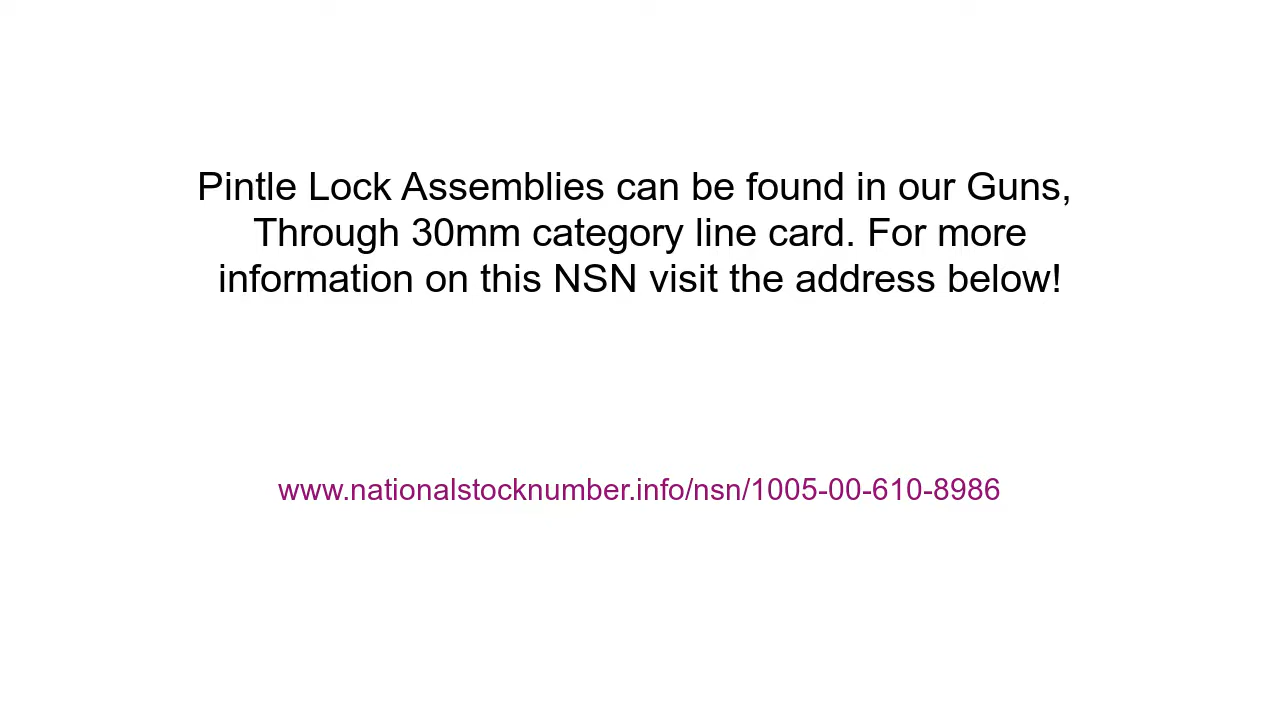 Pintle Lock Assemblies can be found in our Guns,
Through 30mm category line card. For more
information on this NSN visit the address below!
www.nationalstocknumber.info/nsn/1005-00-610-8986